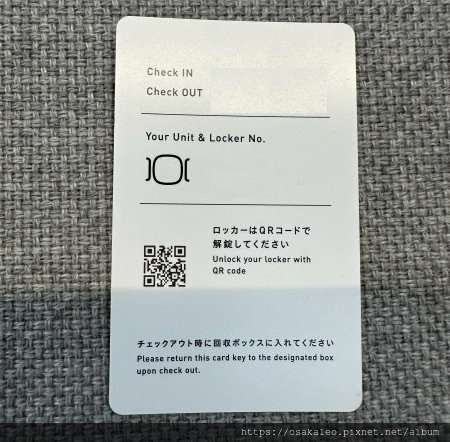 Check IN
Check OUT
Your Unit & Locker No.
ロッカーはQRコードで
解錠してください
Unlock your locker with
QR code
チェックアウト時に回収ボックスに入れてください
Please return this card key to the designated box
upon check out.
https://osakaleo.pixnet.net/album